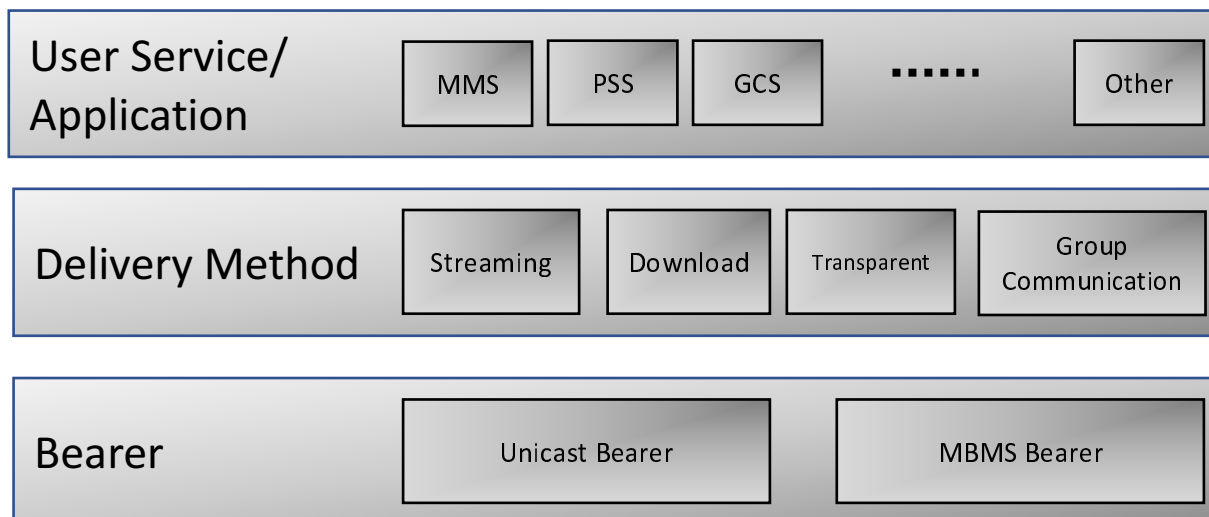 User Service/
Application
MMS
PSS
GCS
......
Other
Delivery Method
Streaming
Download
Transparent
Group
Communication
Bearer
Unicast Bearer
MBMS Bearer